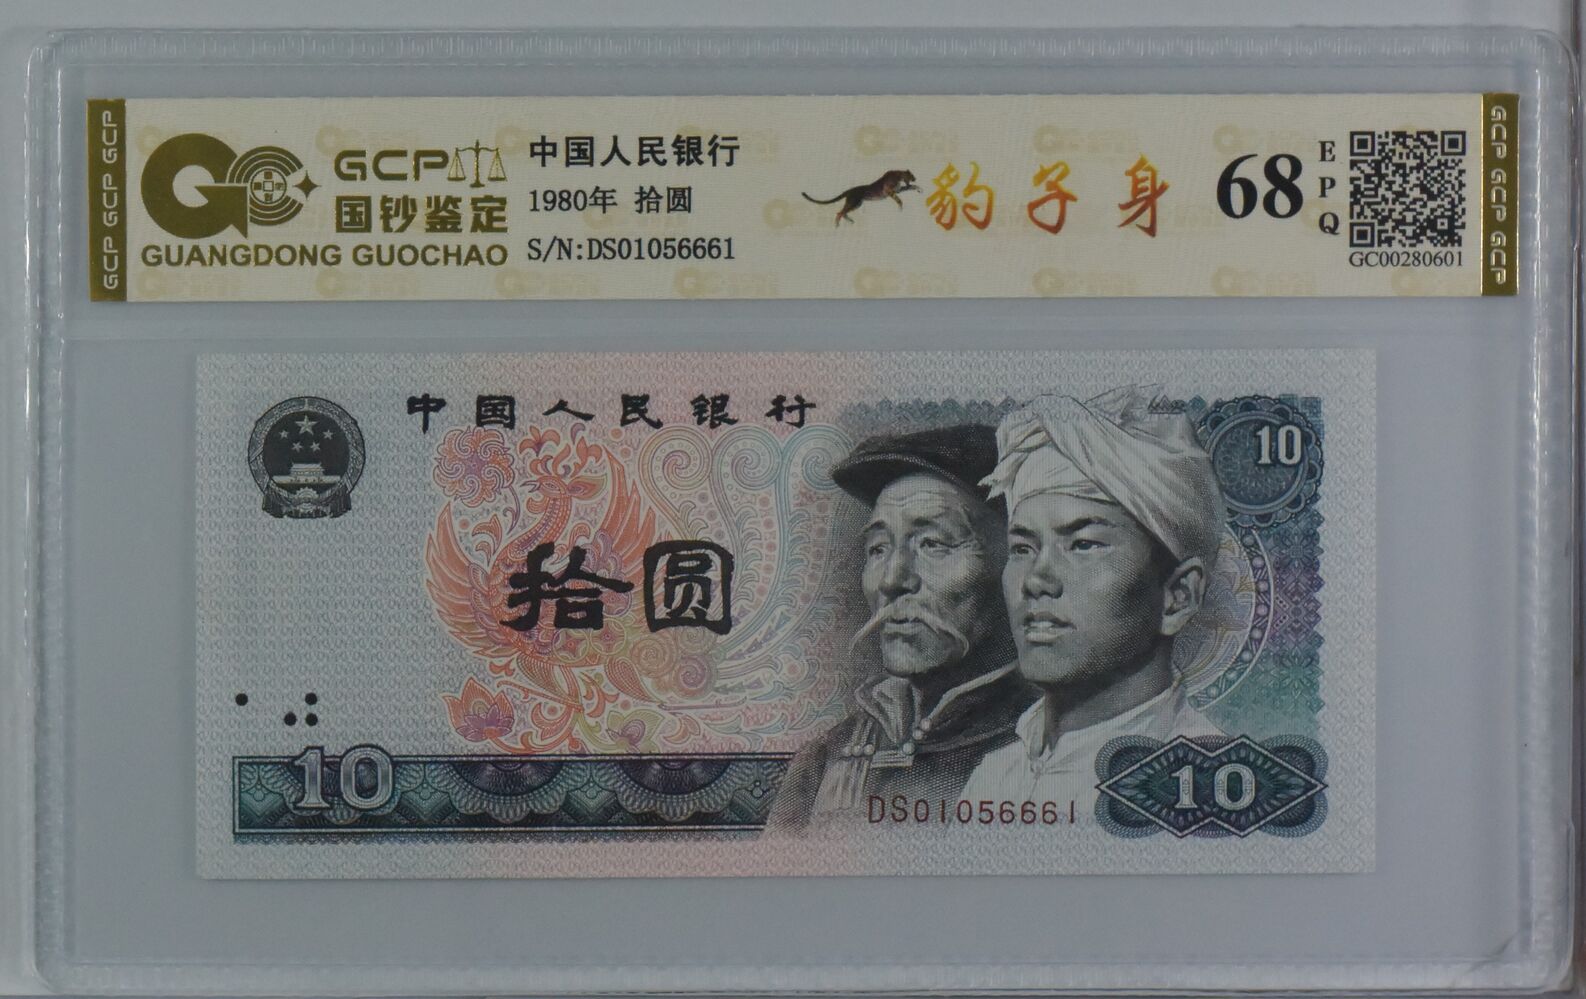 GCP GCP GCP
GCP
国钞鉴定
GUANGDONG GUOCHAO
中国人民银行
1980年 拾圆
S/N:DS01056661
豹子身
68
EPQ
GC00280601
GCP GCP GCP
中国人民银行
10
拾圆
10
DS01056661
10